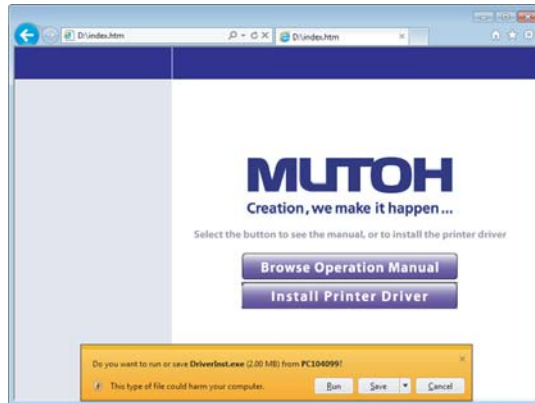 D:\index.htm
D:\index.htm
MUTOH
Creation, we make it happen...
Select the button to see the manual, or to install the printer driver
Browse Operation Manual
Install Printer Driver
Do you want to run or save DriverInst.exe (2.00 MB) from PC104099?
This type of file could harm your computer.
Run
Save
Cancel